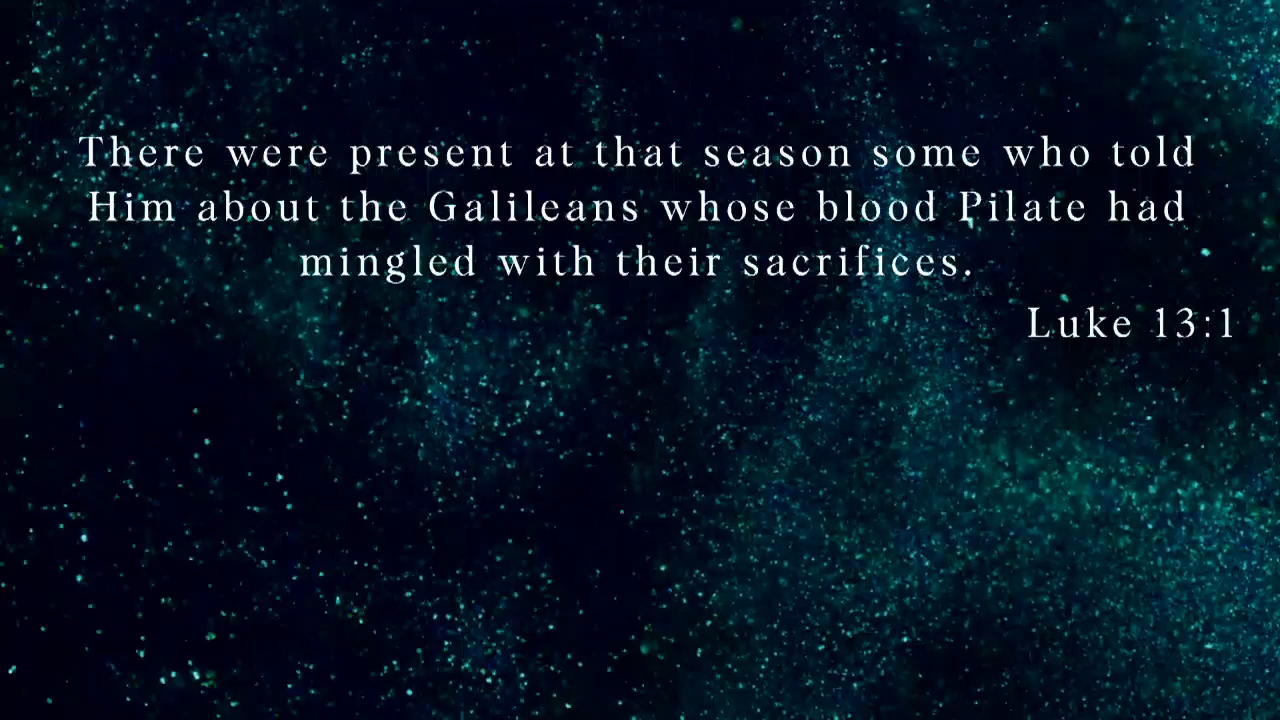 There were present at that season some who told
Him about the Galileans whose blood Pilate had
mingled with their sacrifices.
Luke 13:1